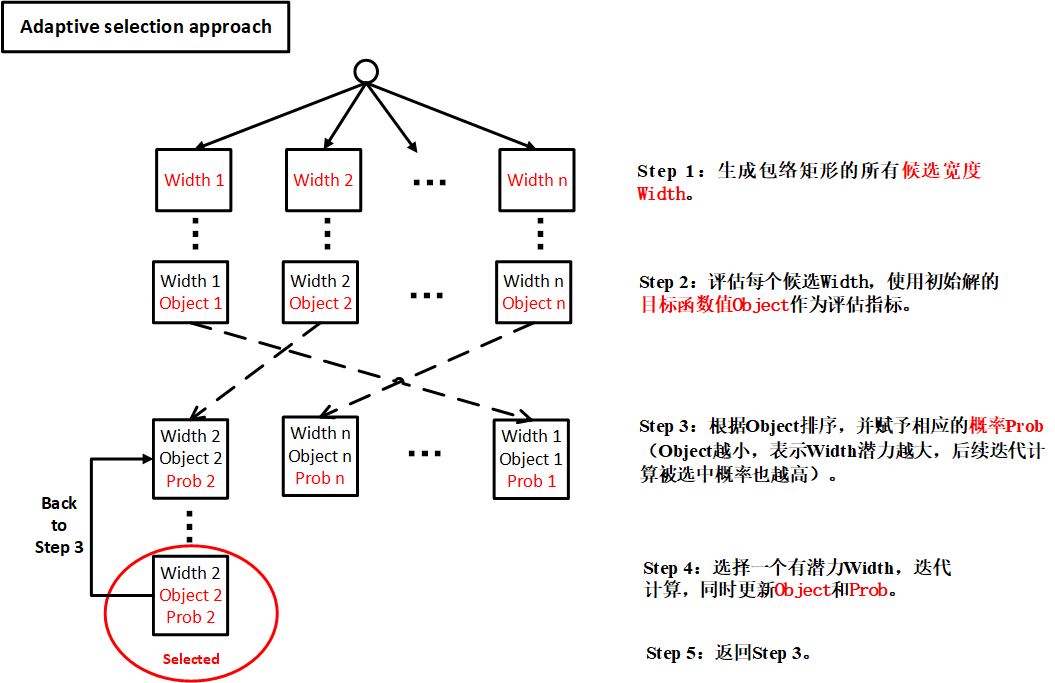 Adaptive selection approach
Width 1
Width 2
Width n
Step 1：生成包络矩形的所有候选宽度
Width。
Width 1
Object 1
Width 2
Object 2
Width n
Object n
Step 2：评估每个候选Width，使用初始解的
目标函数值Object作为评估指标。
Width 2
Object 2
Prob 2
Width n
Object n
Prob n
Width 1
Object 1
Prob 1
Step 3：根据Object排序，并赋予相应的概率Prob
（Object越小，表示Width潜力越大，后续迭代计
算被选中概率也越高）。
Back
to
Step 3
Width 2
Object 2
Prob 2
Selected
Step 4：选择一个有潜力Width，迭代
计算，同时更新Object和Prob。
Step 5：返回Step 3。